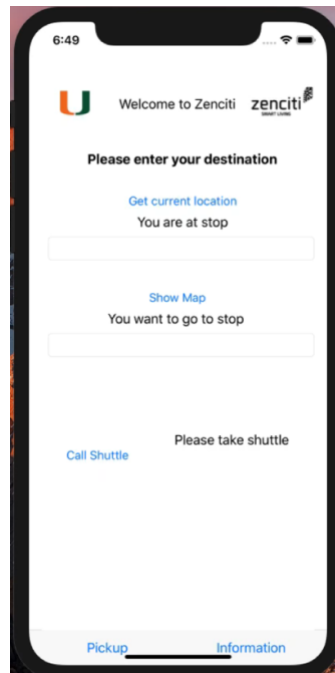 6:49
U
Welcome to Zenciti
zenciti
SMART LIVING
Please enter your destination
Get current location
You are at stop
Show Map
You want to go to stop
Please take shuttle
Call Shuttle
Pickup
Information